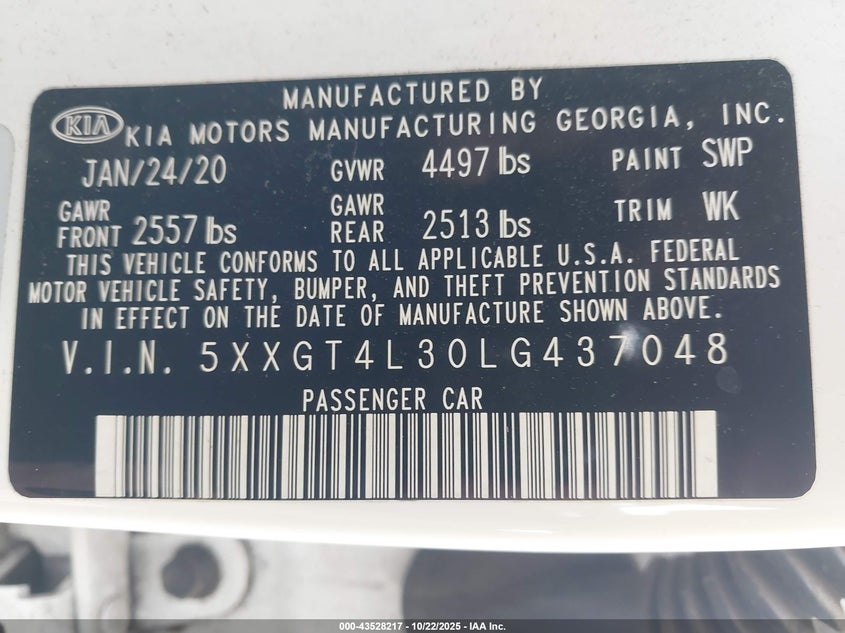 MANUFACTURED BY
KIA KIA MOTORS MANUFACTURING GEORGIA, INC.
JAN/24/20 GVWR 4497 lbs PAINT SWP
GAWR FRONT 2557 lbs GAWR REAR 2513 lbs TRIM WK
THIS VEHICLE CONFORMS TO ALL APPLICABLE U.S.A. FEDERAL
MOTOR VEHICLE SAFETY, BUMPER, AND THEFT PREVENTION STANDARDS
IN EFFECT ON THE DATE OF MANUFACTURE SHOWN ABOVE.
V.I.N. 5XXGT4L30LG437048
PASSENGER CAR
000-43528217 - 10/22/2025 - IAA Inc.